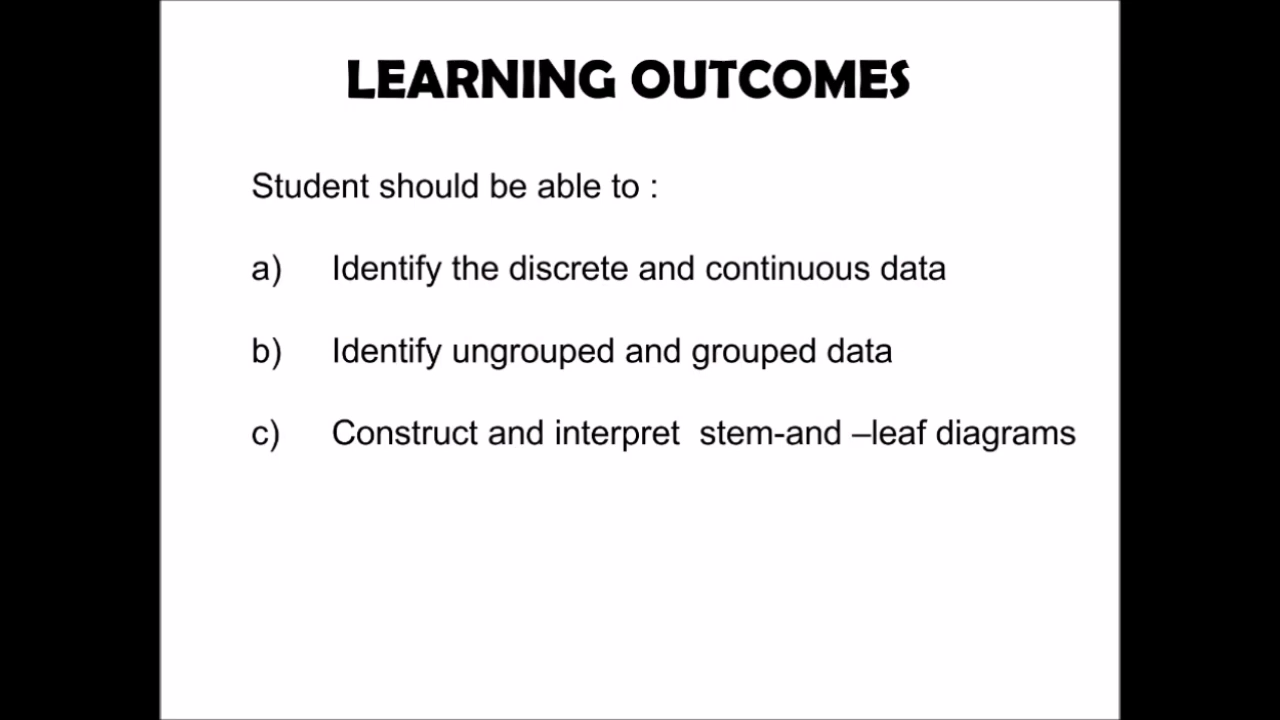 LEARNING OUTCOMES
Student should be able to :
a) Identify the discrete and continuous data
b) Identify ungrouped and grouped data
c) Construct and interpret  stem-and –leaf diagrams